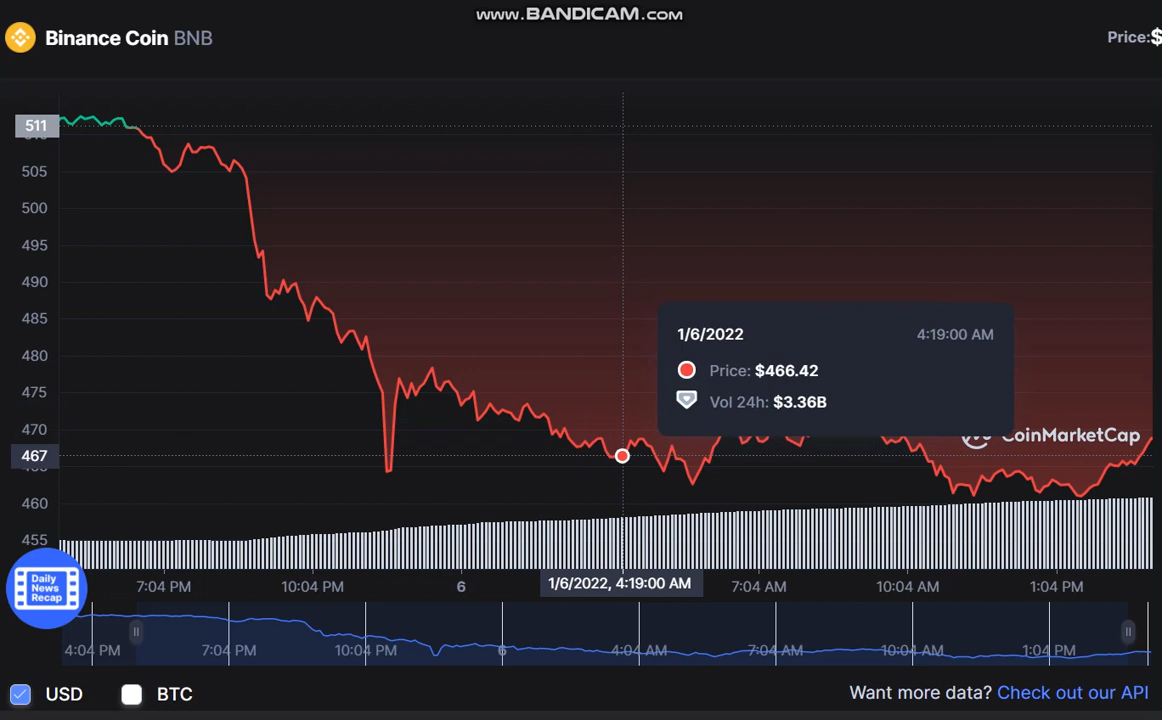 www.BANDICAM.com
Binance Coin BNB
Price:$
511
505
500
495
490
485
480
475
470
467
460
455
1/6/2022 4:19:00 AM
Price: $466.42
Vol 24h: $3.36B
CoinMarketCap
Daily
News
Recap
7:04 PM 10:04 PM 6 1/6/2022, 4:19:00 AM 7:04 AM 10:04 AM 1:04 PM
4:04 PM 7:04 PM 10:04 PM 6 4:04 AM 7:04 AM 10:04 AM 1:04 PM
USD BTC
Want more data? Check out our API